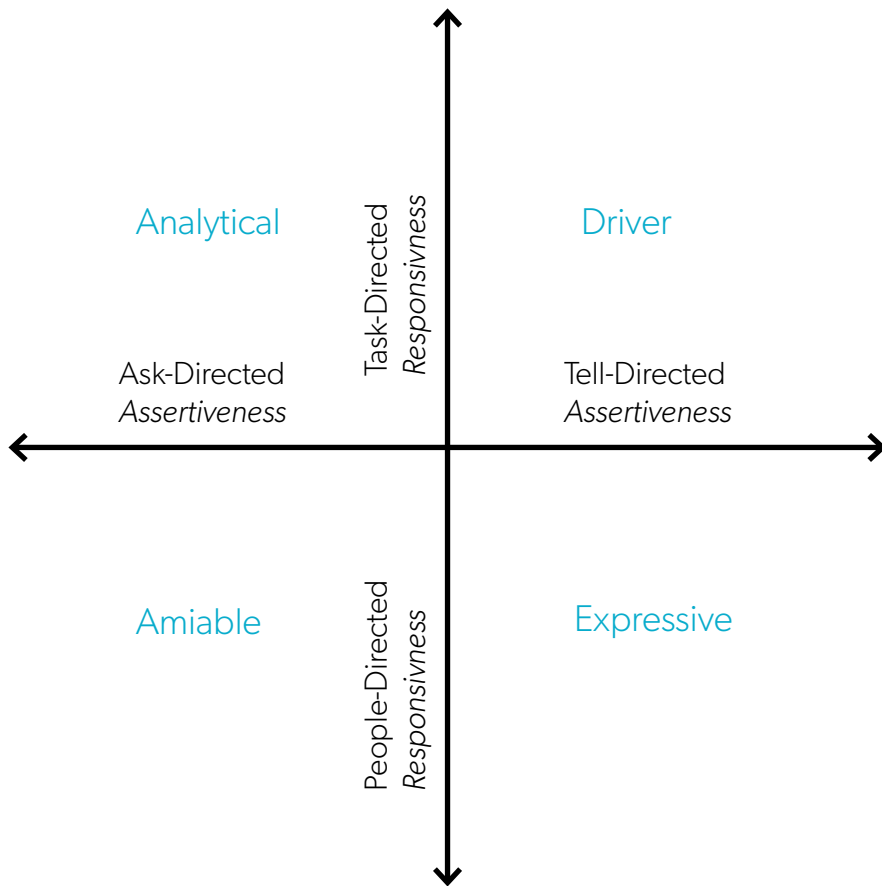 Analytical
Driver
Task-Directed
Responsivness
Ask-Directed
Assertiveness
Tell-Directed
Assertiveness
Amiable
Expressive
People-Directed
Responsivness